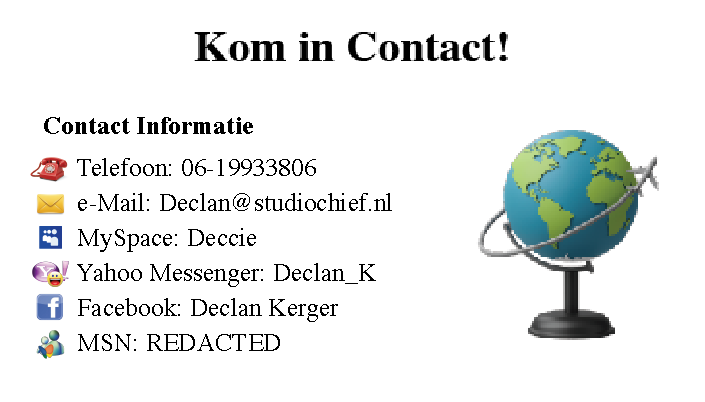 Kom in Contact!
Contact Informatie
Telefoon: 06-19933806
e-Mail: Declan@studiochief.nl
MySpace: Deccie
Yahoo Messenger: Declan_K
Facebook: Declan Kerger
MSN: REDACTED